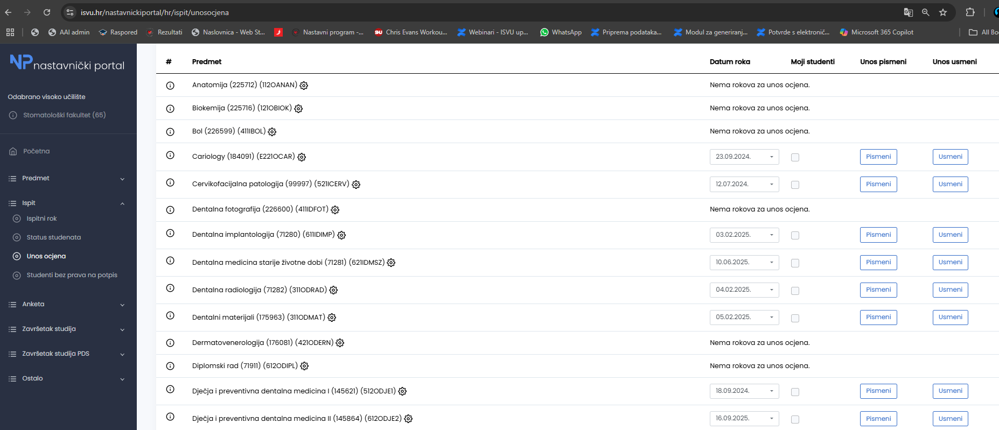 isvu.hr/nastavnickiportal/hr/ispit/unosocjena
AAI admin
Raspored
Rezultati
Naslovnica - Web St...
Nastavni program -...
Chris Evans Workou...
Webinari - ISVU up...
WhatsApp
Priprema podataka...
Modul za generiranj...
Potvrde s elektronič...
Microsoft 365 Copilot
All Bo
NP nastavnički portal
Odabrano visoko učilište
Stomatološki fakultet (65)
Početna
Predmet
Ispit
Ispitni rok
Status studenata
Unos ocjena
Studenti bez prava na potpis
Anketa
Završetak studija
Završetak studija PDS
Ostalo
# Predmet Datum roka Moji studenti Unos pismeni Unos usmeni
Anatomija (225712) (112OANAN) Nema rokova za unos ocjena.
Biokemija (225716) (121OBIOK) Nema rokova za unos ocjena.
Bol (226599) (411IBOL) Nema rokova za unos ocjena.
Cariology (184091) (E221OCAR) 23.09.2024. Pismeni Usmeni
Cervikofacijalna patologija (99997) (521ICERV) 12.07.2024. Pismeni Usmeni
Dentalna fotografija (226600) (411IDFOT) Nema rokova za unos ocjena.
Dentalna implantologija (71280) (611IDIMP) 03.02.2025. Pismeni Usmeni
Dentalna medicina starije životne dobi (71281) (621IDMSZ) 10.06.2025. Pismeni Usmeni
Dentalna radiologija (71282) (311ODRAD) 04.02.2025. Pismeni Usmeni
Dentalni materijali (175963) (311ODMAT) 05.02.2025. Pismeni Usmeni
Dermatovenerologija (176081) (421ODERN) Nema rokova za unos ocjena.
Diplomski rad (71911) (612ODIPL) Nema rokova za unos ocjena.
Dječja i preventivna dentalna medicina I (145621) (512ODJE1) 18.09.2024. Pismeni Usmeni
Dječja i preventivna dentalna medicina II (145864) (612ODJE2) 16.09.2025. Pismeni Usmeni